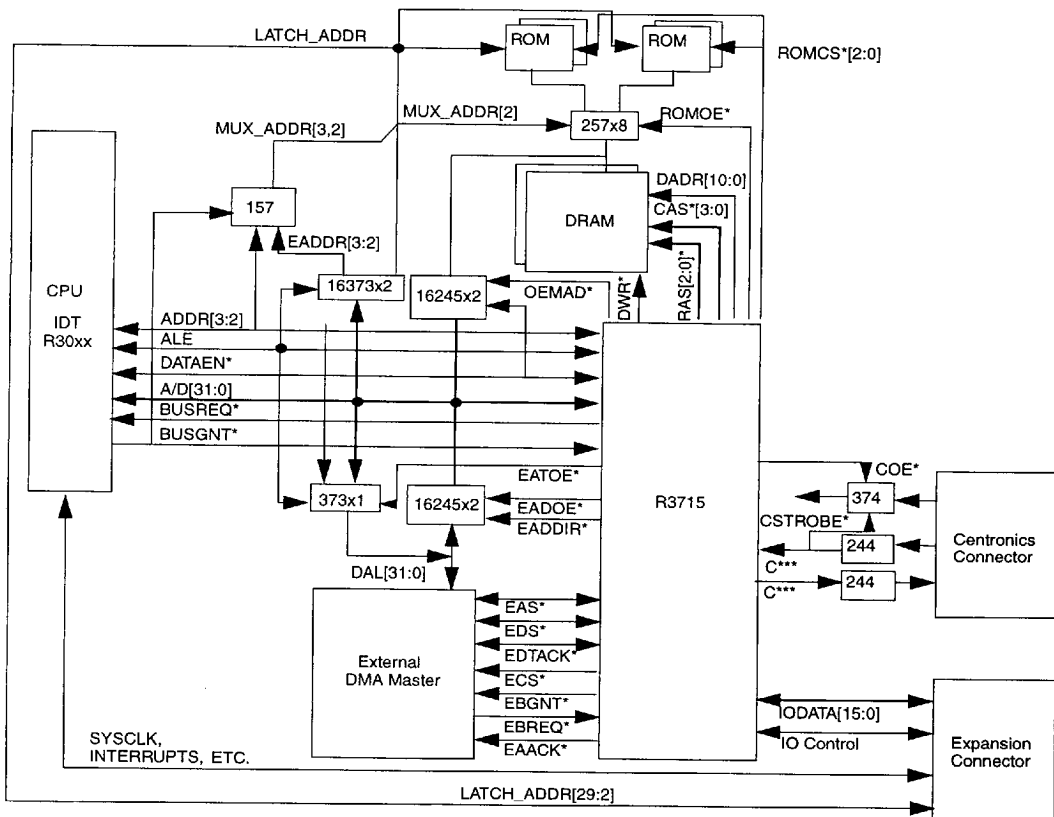 LATCH_ADDR
ROM
ROM
ROMCS*[2:0]
MUX_ADDR[3,2]
MUX_ADDR[2]
257x8
ROMOE*
157
DADR[10:0]
CAS*[3:0]
DRAM
EADDR[3:2]
16373x2
16245x2
OEMAD*
DWR*
RAS[2:0]*
CPU
IDT
R30xx
ADDR[3:2]
ALE
DATAEN*
A/D[31:0]
BUSREQ*
BUSGNT*
EATOE*
373x1
16245x2
EADOE*
EADDIR*
R3715
COE*
374
CSTROBE*
244
C***
244
C***
Centronics
Connector
DAL[31:0]
External
DMA Master
EAS*
EDS*
EDTACK*
ECS*
EBGNT*
EBREQ*
EAACK*
IODATA[15:0]
IO Control
Expansion
Connector
SYSCLK,
INTERRUPTS, ETC.
LATCH_ADDR[29:2]